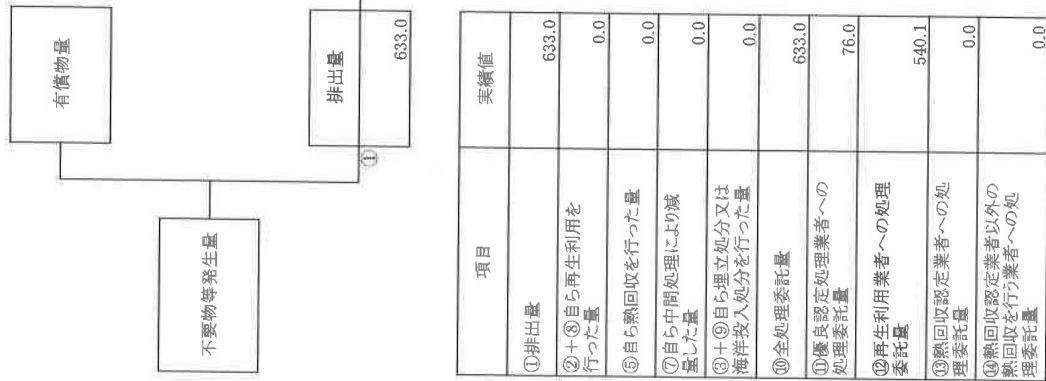 有償物量
不要物等発生量
排出量
633.0
①
項目 実績値
①排出量 633.0
②+⑧自ら再生利用を
行った量 0.0
⑤自ら熱回収を行った量 0.0
⑦自ら中間処理により減
量した量 0.0
③+⑨自ら埋立処分又は
海洋投入処分を行った量 0.0
⑩全処理委託量 633.0
⑪優良認定処理業者への
処理委託量 76.0
⑫再生利用業者への処理
委託量 540.1
⑬熱回収認定業者への処
理委託量 0.0
⑭熱回収認定業者以外の
熱回収を行う業者への処
理委託量 0.0